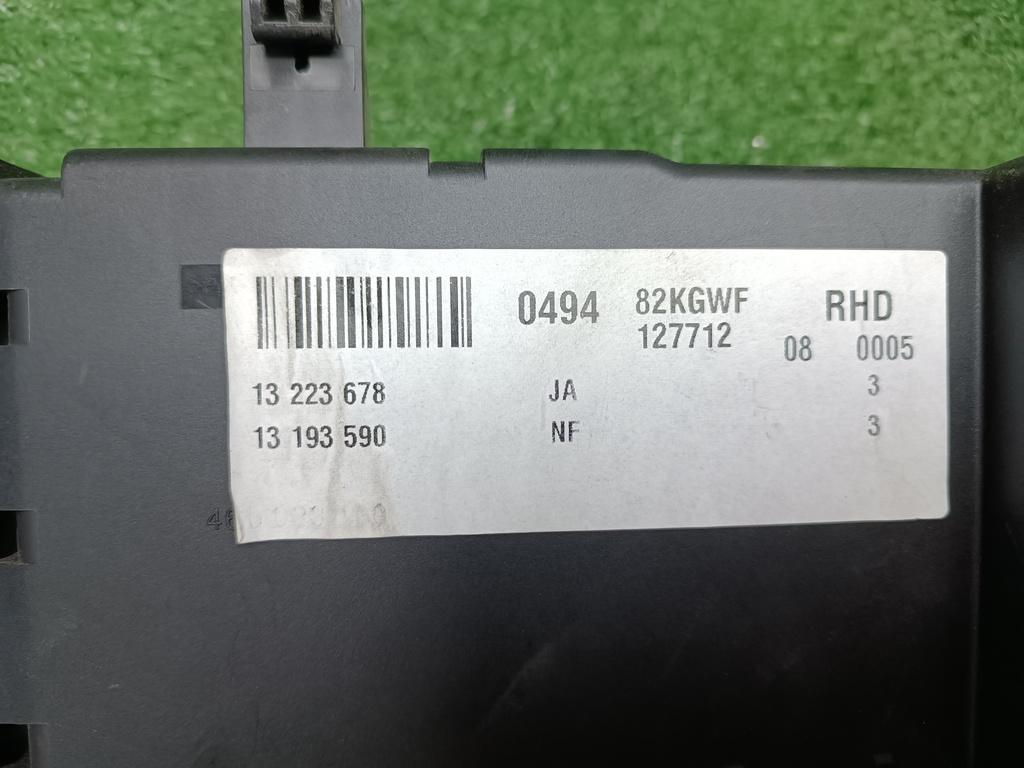 0494 82KGWF RHD
127712 08 0005
13 223 678 JA 3
13 193 590 NF 3